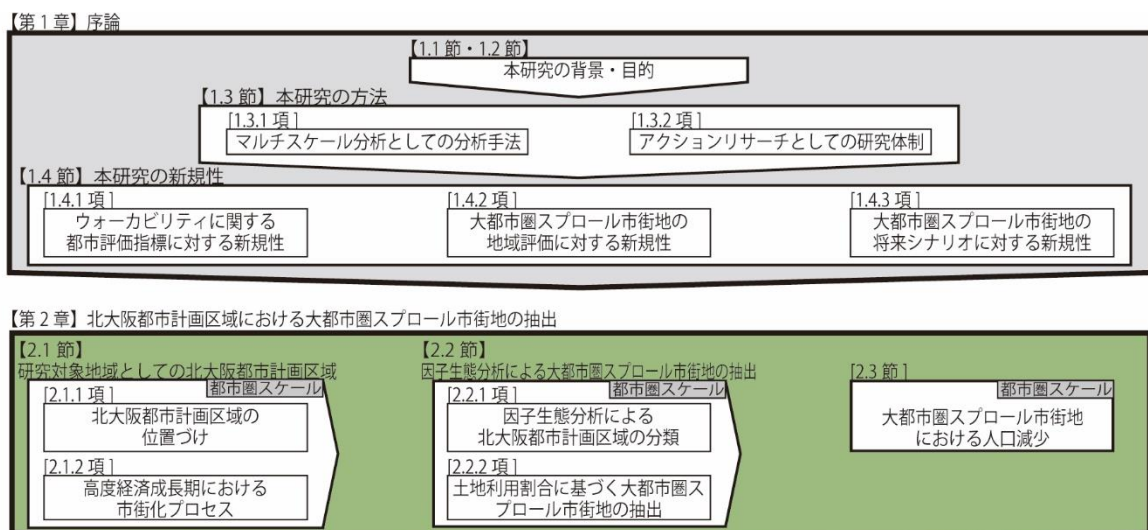 【第1章】序論
【1.1 節・1.2 節】
本研究の背景・目的
【1.3 節】本研究の方法
[1.3.1 項]
マルチスケール分析としての分析手法
[1.3.2 項]
アクションリサーチとしての研究体制
【1.4 節】本研究の新規性
[1.4.1 項]
ウォーカビリティに関する
都市評価指標に対する新規性
[1.4.2 項]
大都市圏スプロール市街地の
地域評価に対する新規性
[1.4.3 項]
大都市圏スプロール市街地の
将来シナリオに対する新規性
【第2章】北大阪都市計画区域における大都市圏スプロール市街地の抽出
【2.1 節】
研究対象地域としての北大阪都市計画区域
都市圏スケール
[2.1.1 項]
北大阪都市計画区域の
位置づけ
[2.1.2 項]
高度経済成長期における
市街化プロセス
【2.2 節】
因子生態分析による大都市圏スプロール市街地の抽出
都市圏スケール
[2.2.1 項]
因子生態分析による
北大阪都市計画区域の分類
[2.2.2 項]
土地利用割合に基づく大都市圏ス
プロール市街地の抽出
[2.3 節]
都市圏スケール
大都市圏スプロール市街地
における人口減少